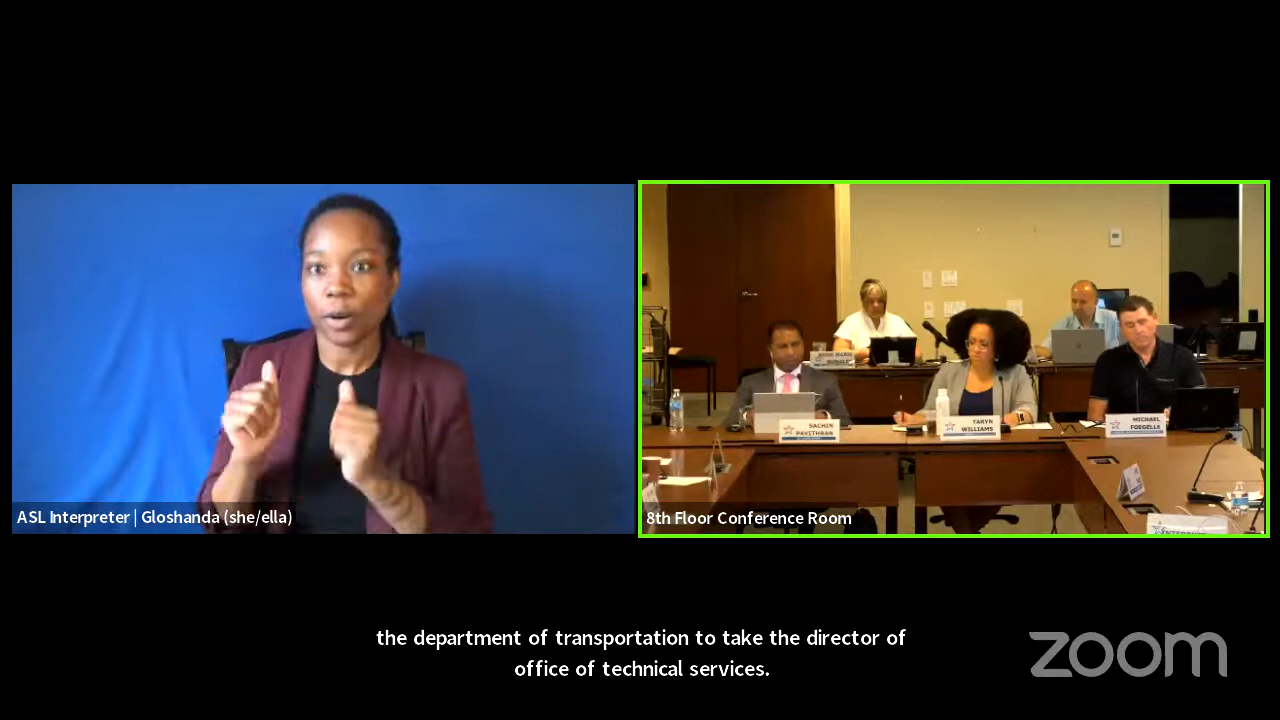 SACHIN
PAVITHRAN
TARYN
WILLIAMS
MICHAEL
FOEGELLE
ASL Interpreter | Gloshanda (she/ella)
8th Floor Conference Room
the department of transportation to take the director of
office of technical services.
zoom